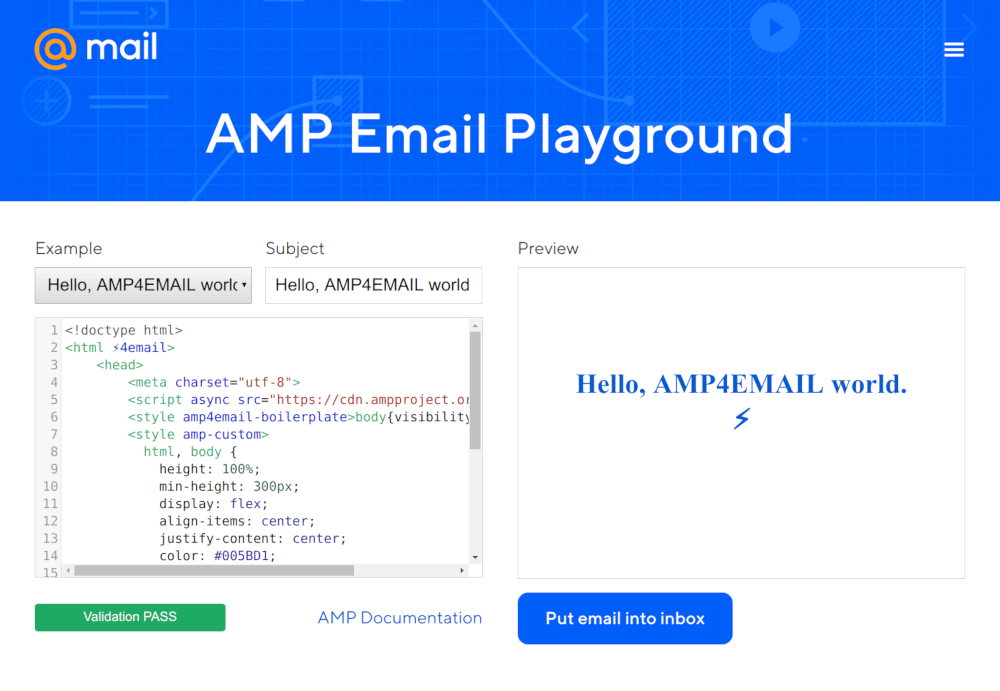 @mail
AMP Email Playground
Example
Subject
Preview
Hello, AMP4EMAIL worl
Hello, AMP4EMAIL world
1 <!doctype html>
2 <html ⚡4email>
3 <head>
4 <meta charset="utf-8">
5 <script async src="https://cdn.ampproject.or
6 <style amp4email-boilerplate>body{visibility
7 <style amp-custom>
8 html, body {
9 height: 100%;
10 min-height: 300px;
11 display: flex;
12 align-items: center;
13 justify-content: center;
14 color: #005BD1;
15
Hello, AMP4EMAIL world.
⚡
Validation PASS
AMP Documentation
Put email into inbox